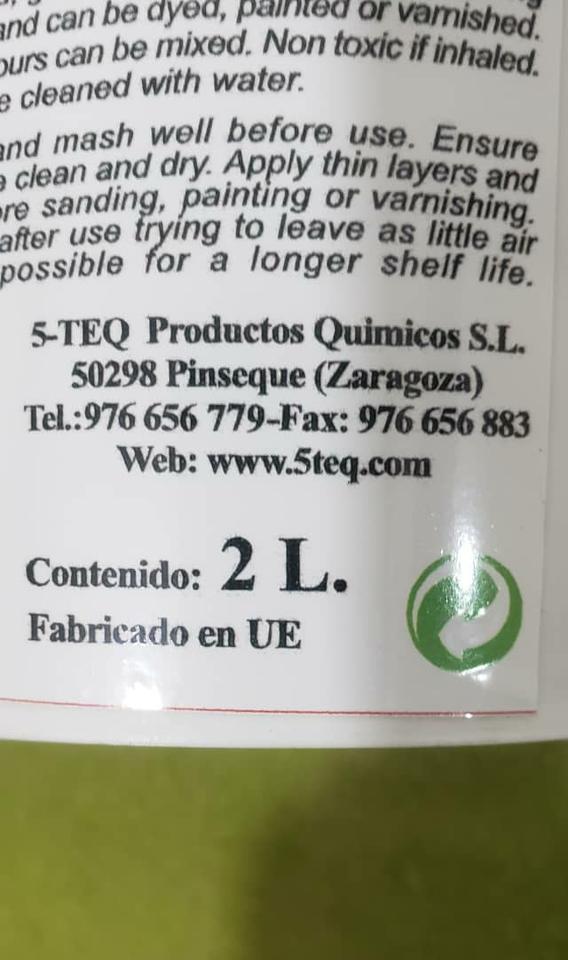 and can be dyed, painted or varnished.
ours can be mixed. Non toxic if inhaled.
e cleaned with water.
and mash well before use. Ensure
e clean and dry. Apply thin layers and
ore sanding, painting or varnishing.
after use trying to leave as little air
possible for a longer shelf life.
5-TEQ Productos Quimicos S.L.
50298 Pinseque (Zaragoza)
Tel.:976 656 779-Fax: 976 656 883
Web: www.5teq.com
Contenido: 2 L.
Fabricado en UE